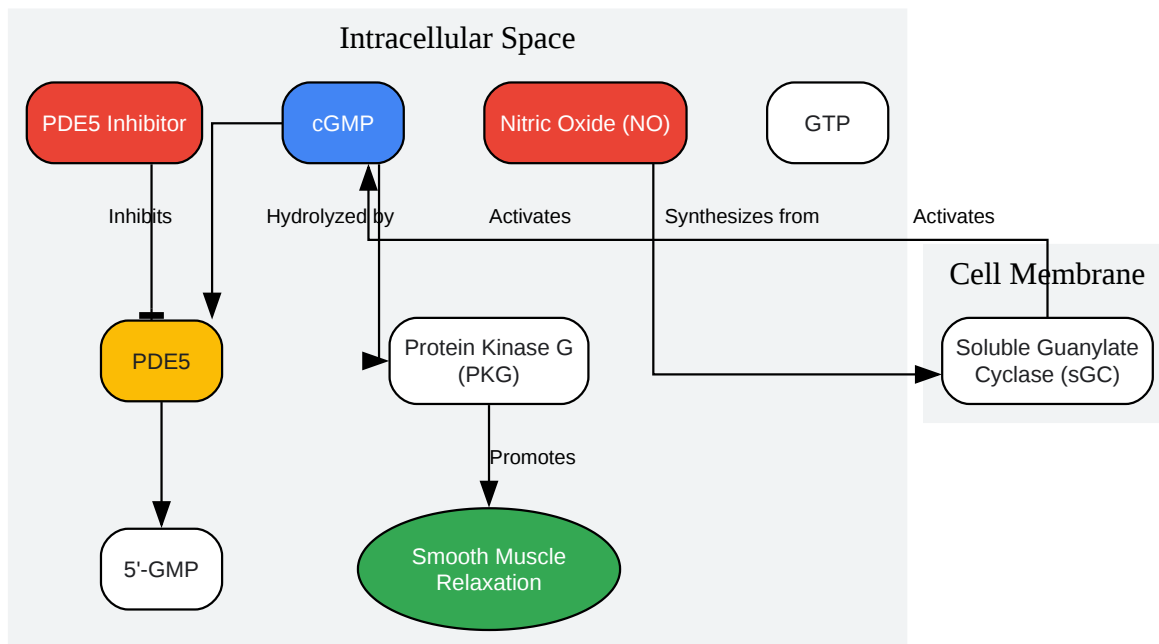 Intracellular Space
PDE5 Inhibitor
cGMP
Nitric Oxide (NO)
GTP
Inhibits
Hydrolyzed by
Activates
Synthesizes from
Activates
Cell Membrane
PDE5
Protein Kinase G
(PKG)
Soluble Guanylate
Cyclase (sGC)
Promotes
5'-GMP
Smooth Muscle
Relaxation